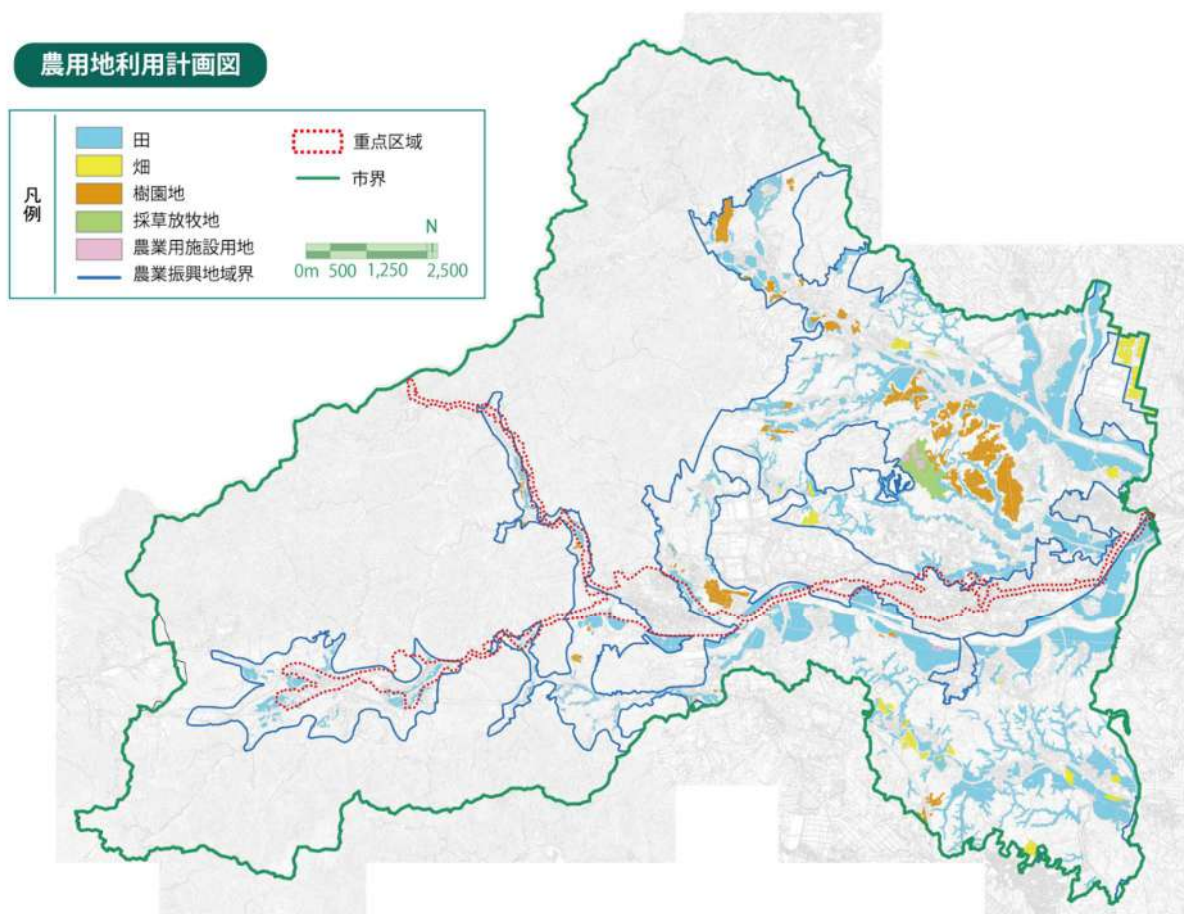 農用地利用計画図
凡例
田
畑
樹園地
採草放牧地
農業用施設用地
農業振興地域界
重点区域
市界
N
0m 500 1,250 2,500